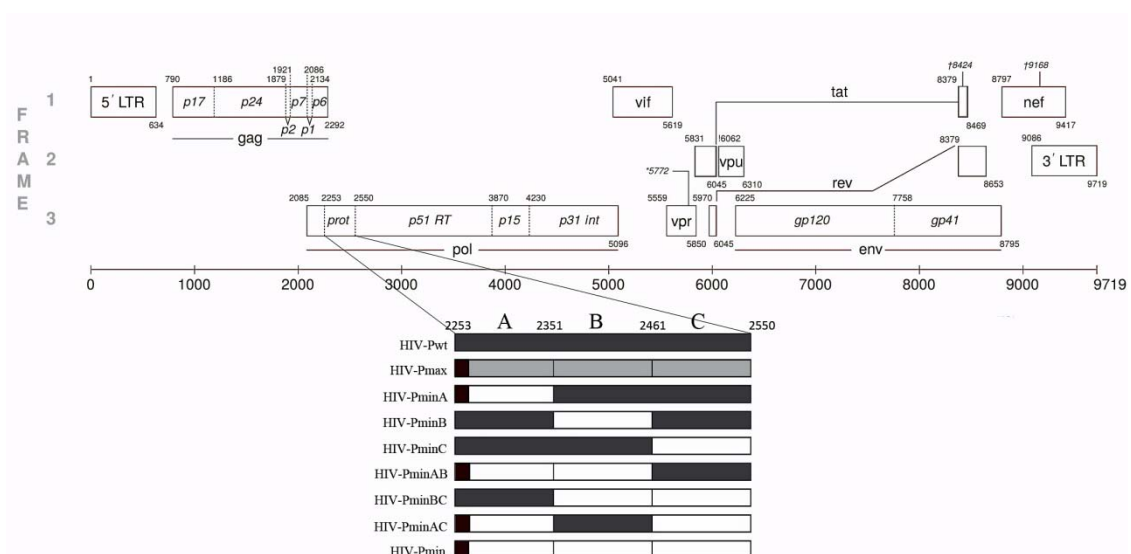 1 790 1186 1921 1879 2086 2134 5041 †8424 8379 8797 †9168
FRAME
1 5´ LTR p17 p24 p7 p6 vif tat nef
634 p2 p1 2292 5619 8469 9417
gag
5831 !6062 8379 9086
2 vpu 3´ LTR
*5772 6045 6310 rev 8653 9719
2085 2253 2550 3870 4230 5559 5970 6225 7758
3 prot p51 RT p15 p31 int vpr gp120 gp41
5096 5850 6045 8795
pol env
0 1000 2000 3000 4000 5000 6000 7000 8000 9000 9719
2253 A 2351 B 2461 C 2550
HIV-Pwt
HIV-Pmax
HIV-PminA
HIV-PminB
HIV-PminC
HIV-PminAB
HIV-PminBC
HIV-PminAC
HIV-Pmin